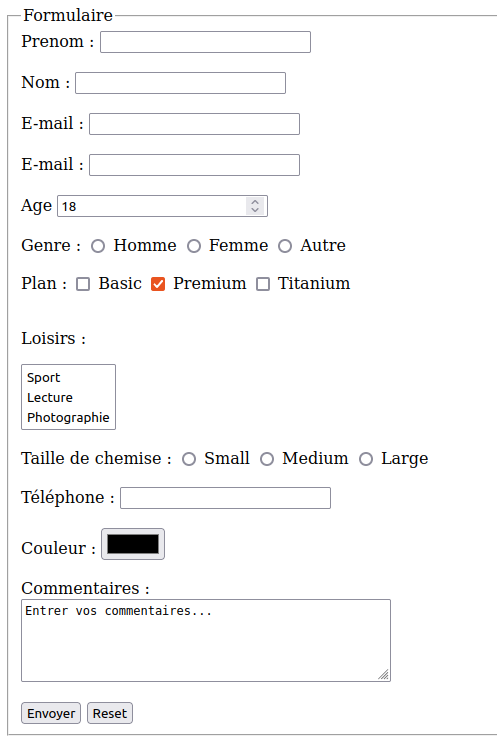 Formulaire
Prenom :
Nom :
E-mail :
E-mail :
Age 18
Genre : Homme Femme Autre
Plan : Basic Premium Titanium
Loisirs :
Sport
Lecture
Photographie
Taille de chemise : Small Medium Large
Téléphone :
Couleur :
Commentaires :
Entrer vos commentaires...
Envoyer Reset